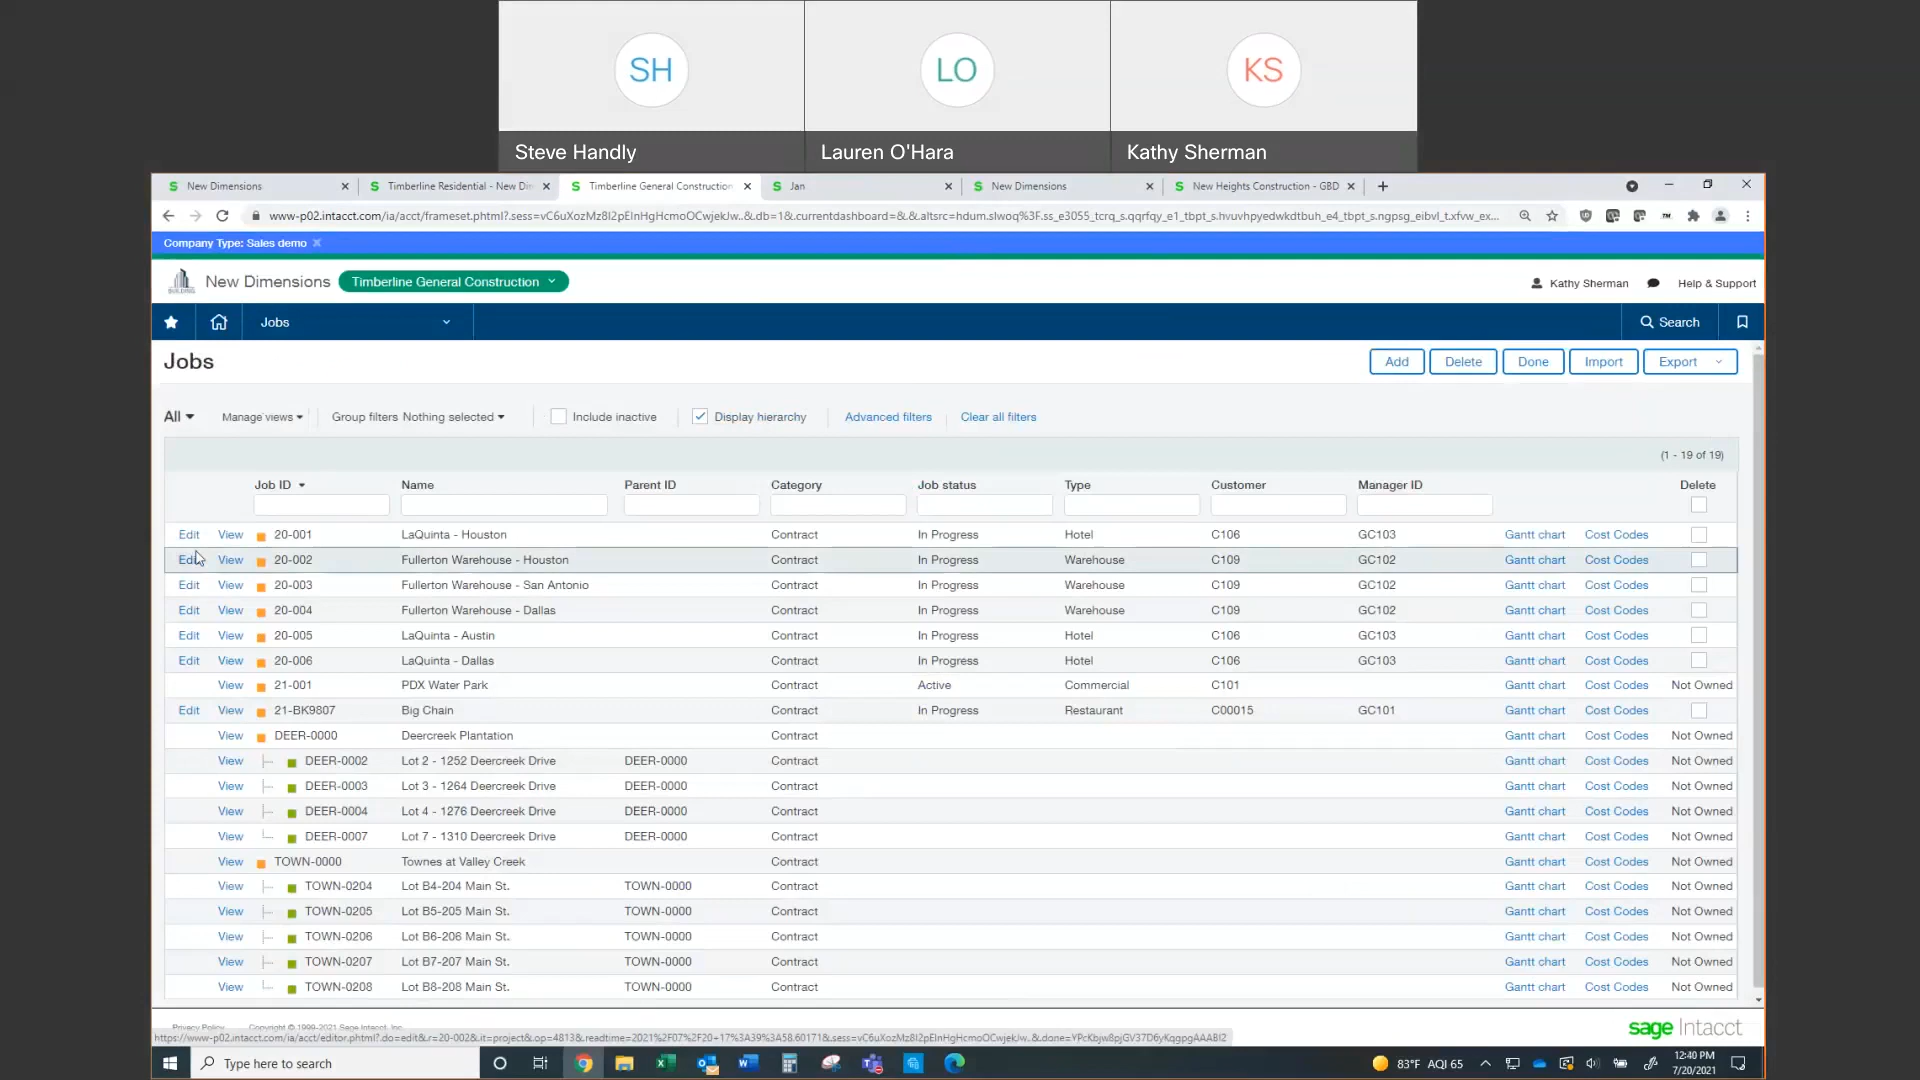 SH
LO
KS
Steve Handly
Lauren O'Hara
Kathy Sherman
New Dimensions
Timberline Residential - New Di
Timberline General Construction
Jan
New Dimensions
New Heights Construction - GBD
Company Type: Sales demo
New Dimensions
Timberline General Construction
Kathy Sherman
Help & Support
Jobs
Search
Jobs
Add Delete Done Import Export
All Manage views Group filters Nothing selected Include inactive Display hierarchy Advanced filters Clear all filters
(1 - 19 of 19)
Job ID Name Parent ID Category Job status Type Customer Manager ID Delete
Edit View 20-001 LaQuinta - Houston Contract In Progress Hotel C106 GC103 Gantt chart Cost Codes
Edit View 20-002 Fullerton Warehouse - Houston Contract In Progress Warehouse C109 GC102 Gantt chart Cost Codes
Edit View 20-003 Fullerton Warehouse - San Antonio Contract In Progress Warehouse C109 GC102 Gantt chart Cost Codes
Edit View 20-004 Fullerton Warehouse - Dallas Contract In Progress Warehouse C109 GC102 Gantt chart Cost Codes
Edit View 20-005 LaQuinta - Austin Contract In Progress Hotel C106 GC103 Gantt chart Cost Codes
Edit View 20-006 LaQuinta - Dallas Contract In Progress Hotel C106 GC103 Gantt chart Cost Codes
View 21-001 PDX Water Park Contract Active Commercial C101 Gantt chart Cost Codes Not Owned
Edit View 21-BK9807 Big Chain Contract In Progress Restaurant C00015 GC101 Gantt chart Cost Codes
View DEER-0000 Deercreek Plantation Contract Gantt chart Cost Codes Not Owned
View DEER-0002 Lot 2 - 1252 Deercreek Drive DEER-0000 Contract Gantt chart Cost Codes Not Owned
View DEER-0003 Lot 3 - 1264 Deercreek Drive DEER-0000 Contract Gantt chart Cost Codes Not Owned
View DEER-0004 Lot 4 - 1276 Deercreek Drive DEER-0000 Contract Gantt chart Cost Codes Not Owned
View DEER-0007 Lot 7 - 1310 Deercreek Drive DEER-0000 Contract Gantt chart Cost Codes Not Owned
View TOWN-0000 Townes at Valley Creek Contract Gantt chart Cost Codes Not Owned
View TOWN-0204 Lot B4-204 Main St. TOWN-0000 Contract Gantt chart Cost Codes Not Owned
View TOWN-0205 Lot B5-205 Main St. TOWN-0000 Contract Gantt chart Cost Codes Not Owned
View TOWN-0206 Lot B6-206 Main St. TOWN-0000 Contract Gantt chart Cost Codes Not Owned
View TOWN-0207 Lot B7-207 Main St. TOWN-0000 Contract Gantt chart Cost Codes Not Owned
View TOWN-0208 Lot B8-208 Main St. TOWN-0000 Contract Gantt chart Cost Codes Not Owned
Privacy Policy Copyright © 1999-2021 Sage Intacct, Inc.
sage Intacct
Type here to search
83°F AQI 65
12:40 PM
7/20/2021